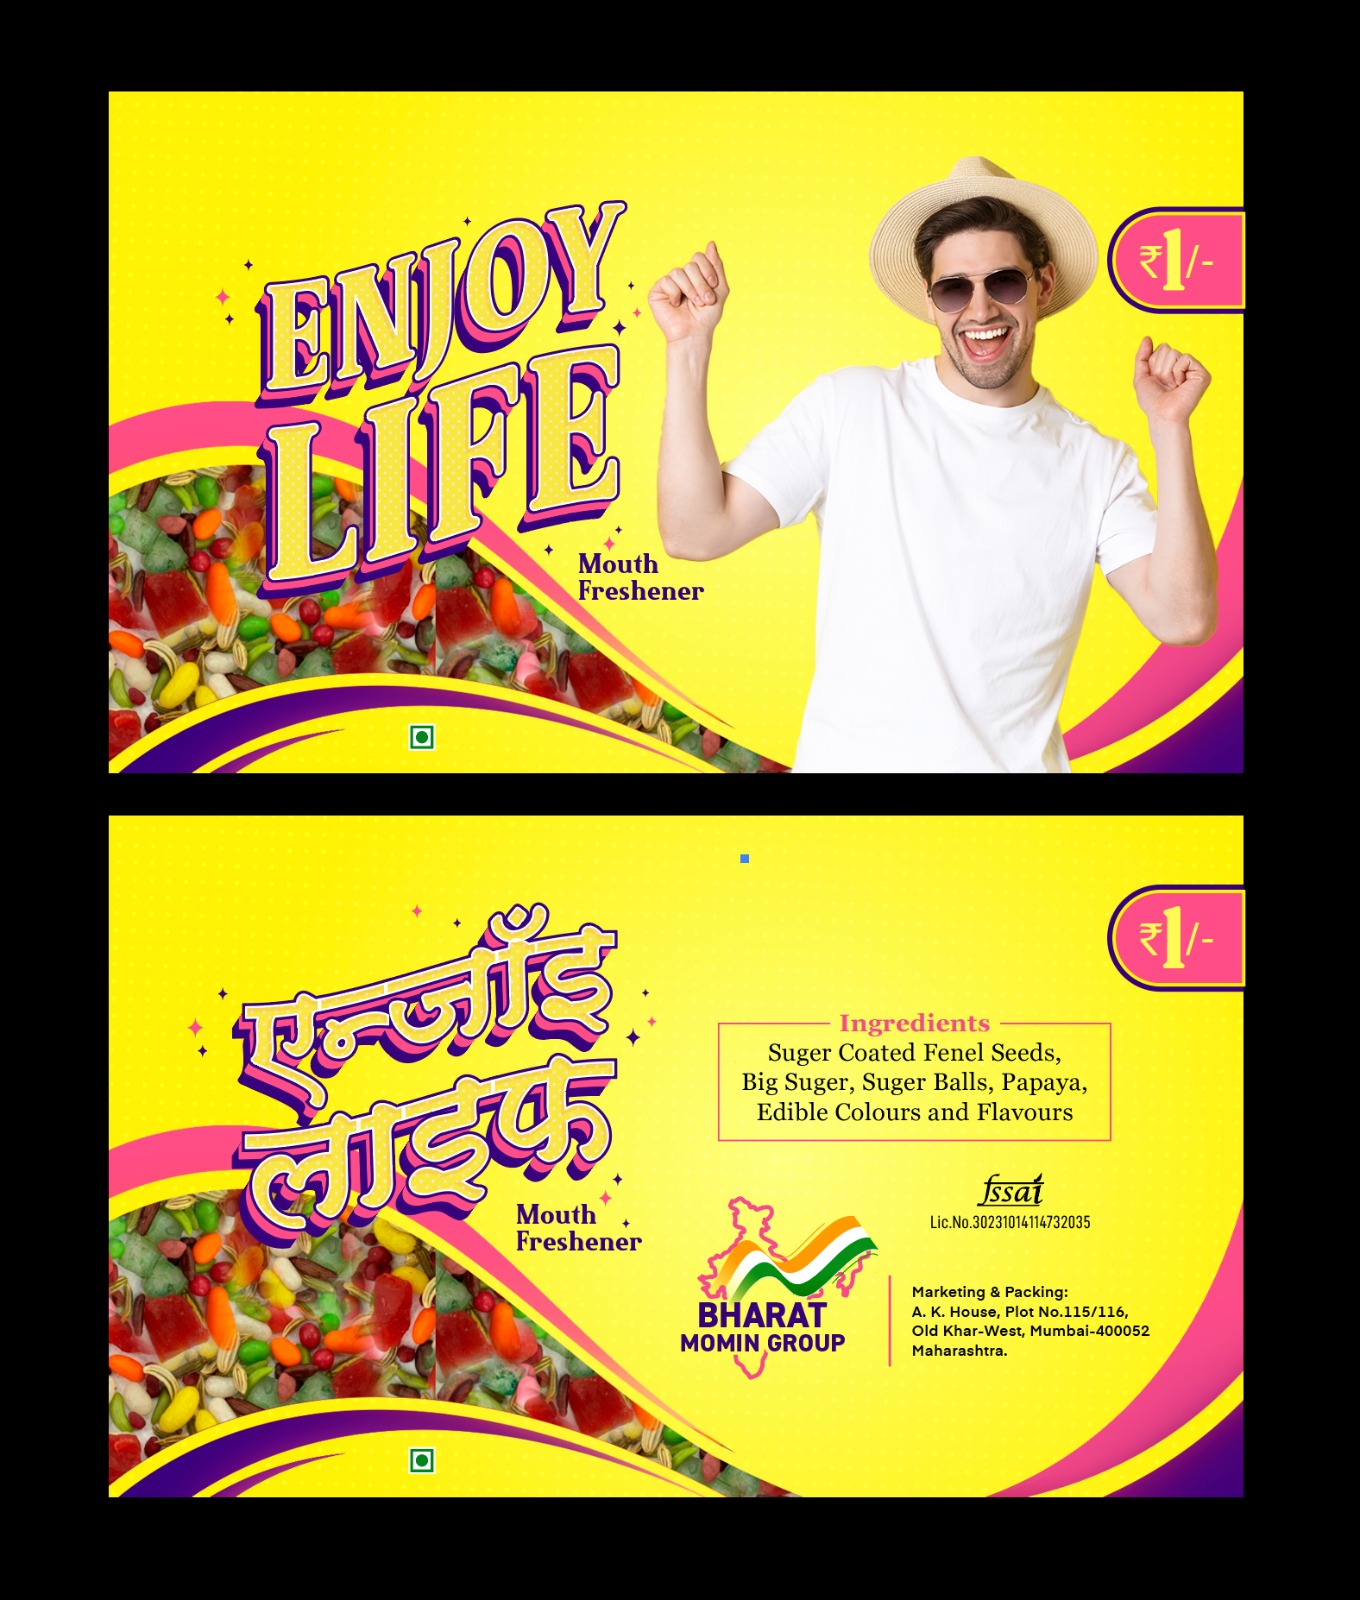 ENJOY
LIFE
Mouth
Freshener
₹1/-
एन्जॉइ
लाइफ
Mouth
Freshener
₹1/-
Ingredients
Suger Coated Fenel Seeds,
Big Suger, Suger Balls, Papaya,
Edible Colours and Flavours
fssai
Lic.No.30231014114732035
BHARAT
MOMIN GROUP
Marketing & Packing:
A. K. House, Plot No.115/116,
Old Khar-West, Mumbai-400052
Maharashtra.